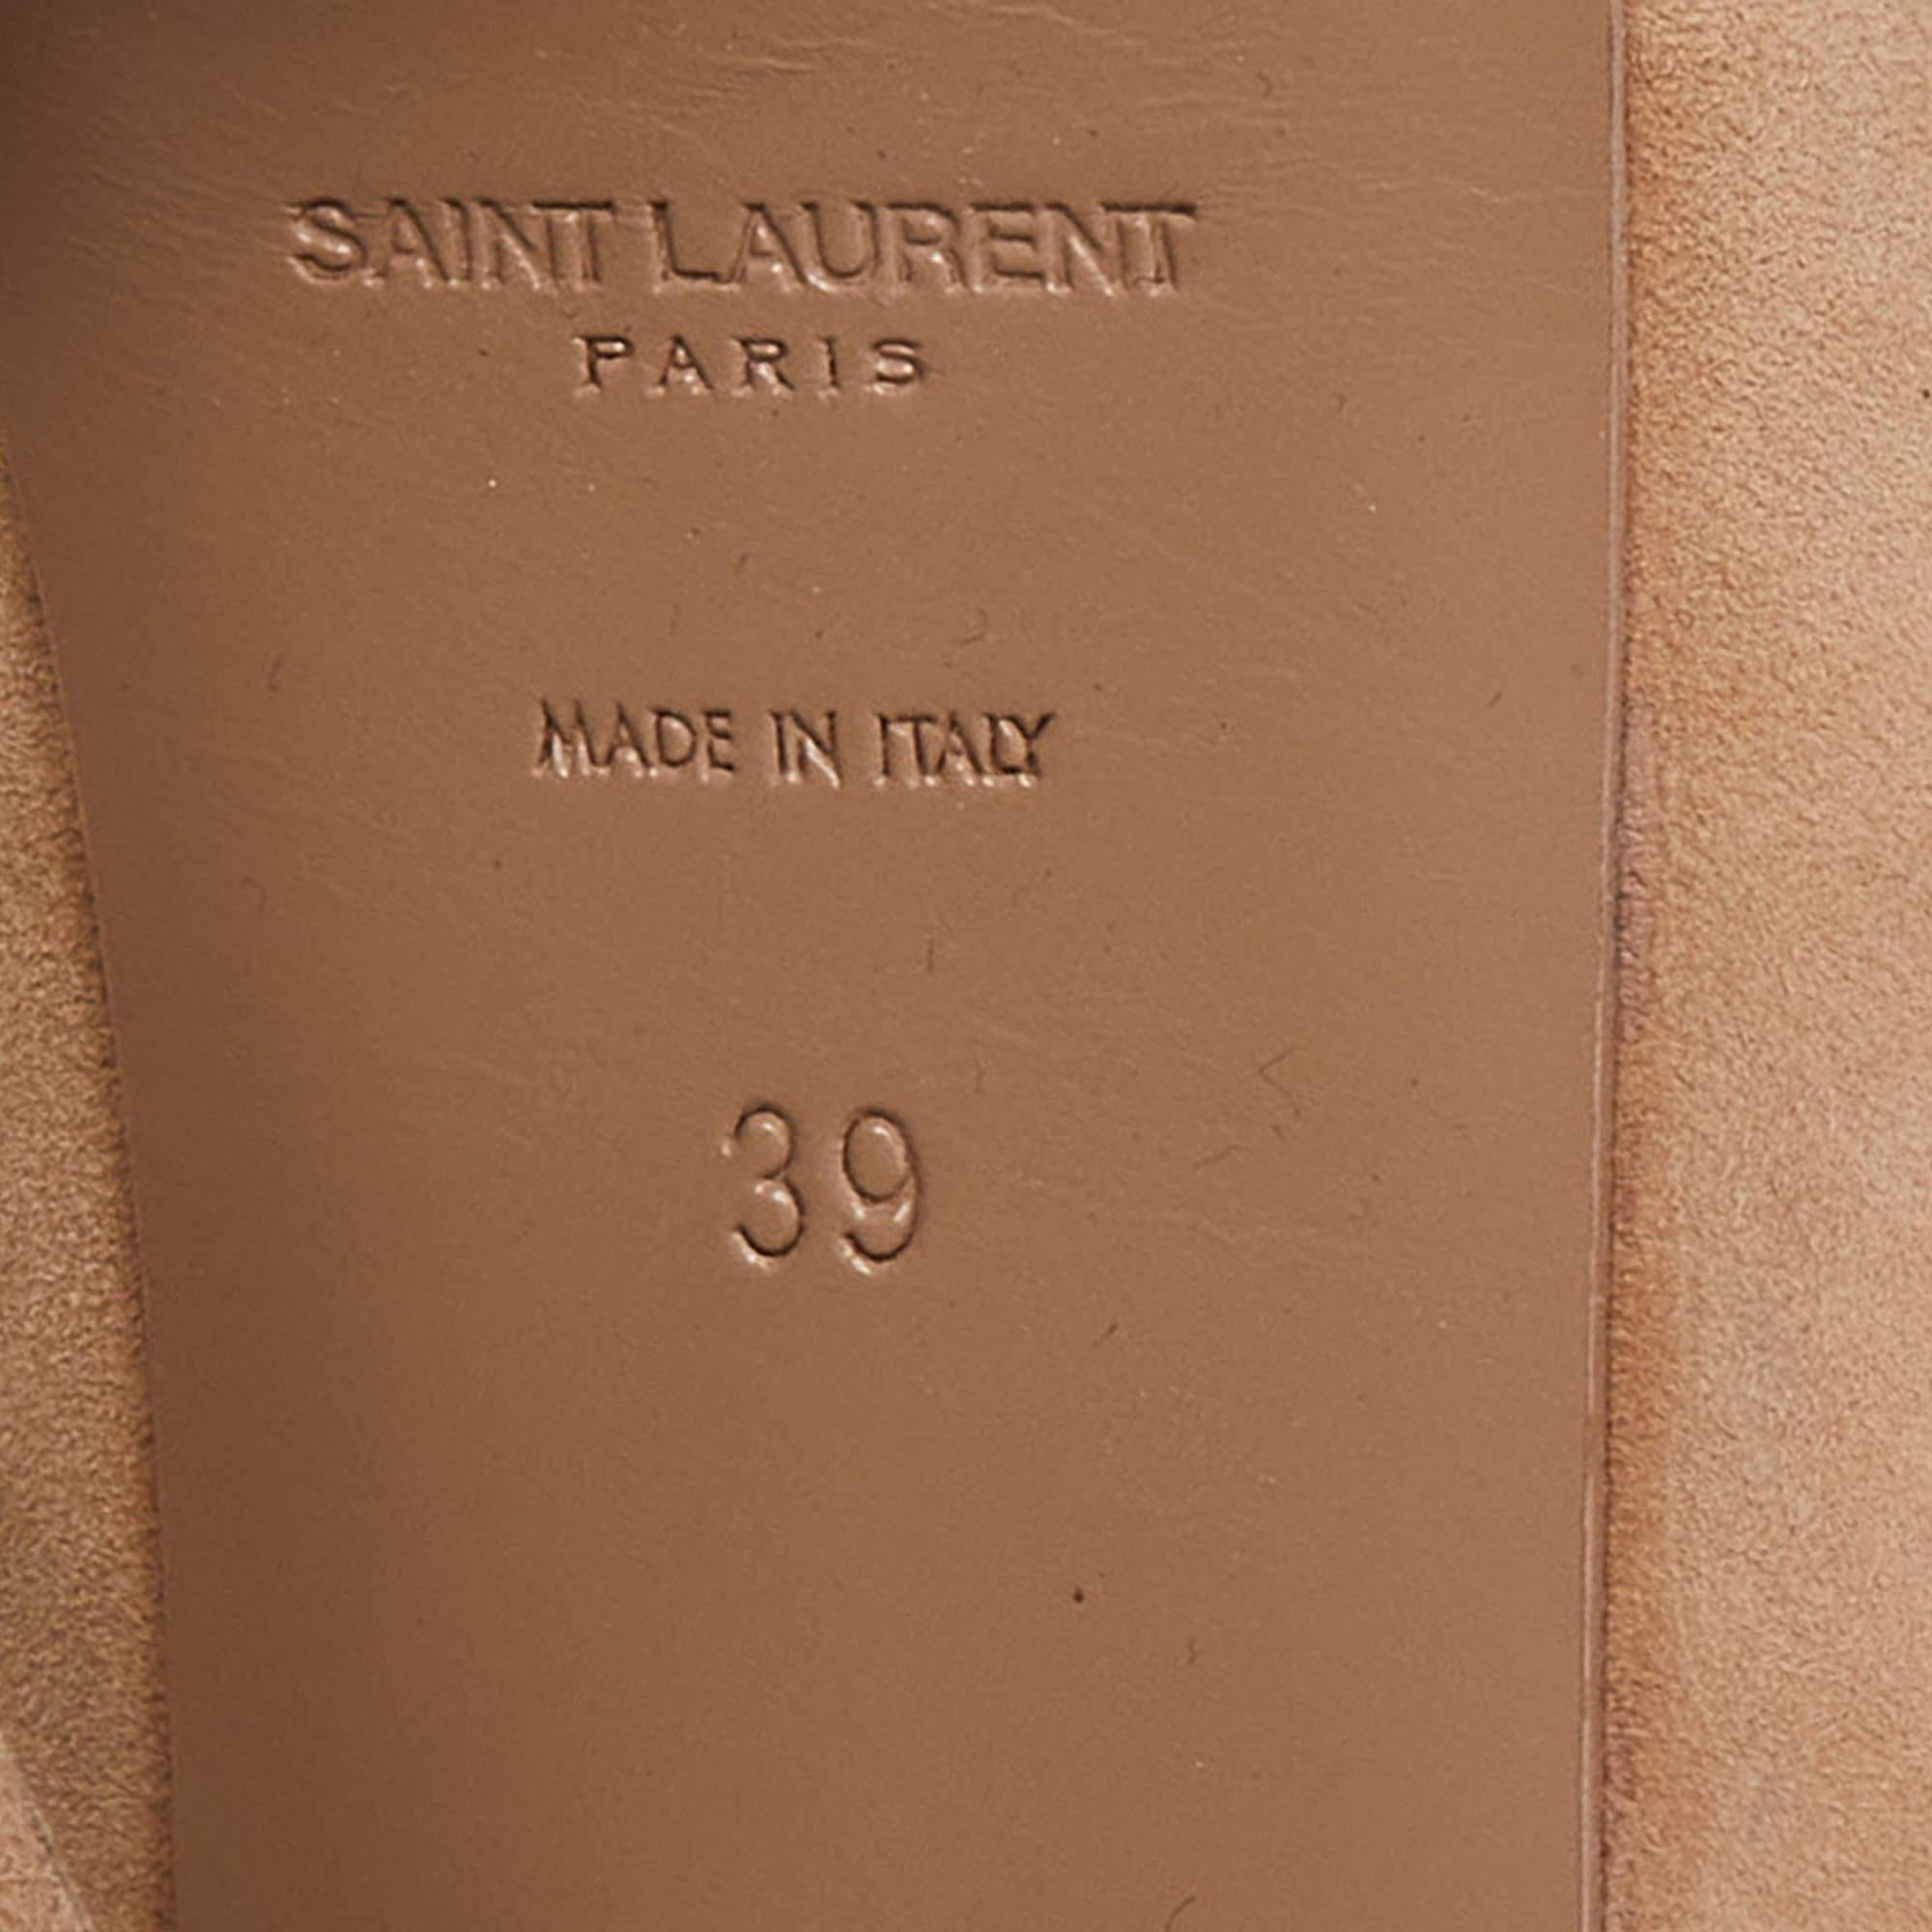 SAINT LAURENT
PARIS
MADE IN ITALY
39